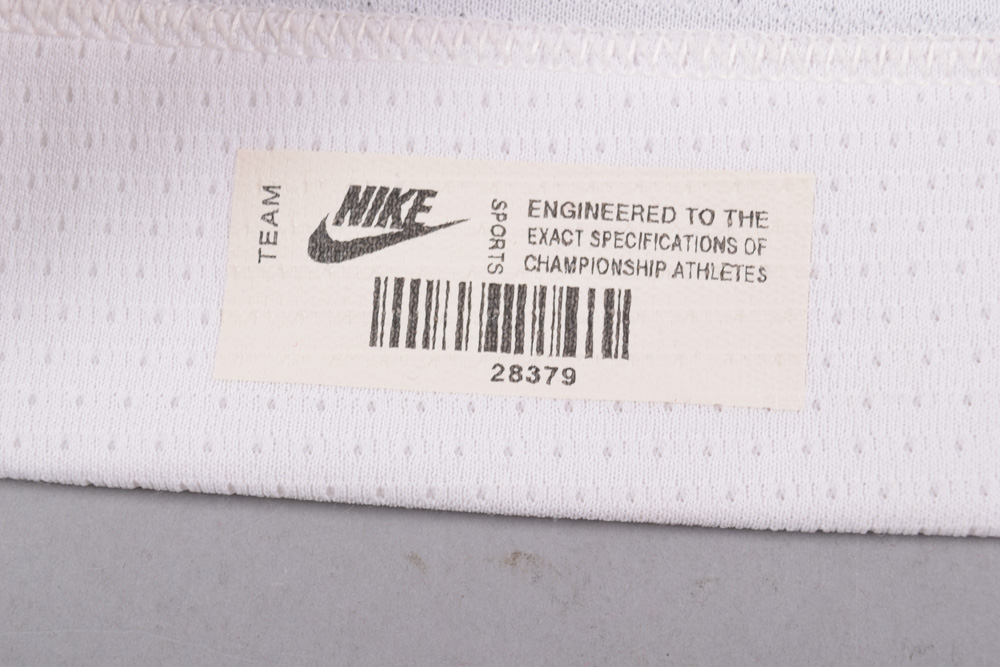 TEAM
NIKE
SPORTS
ENGINEERED TO THE
EXACT SPECIFICATIONS OF
CHAMPIONSHIP ATHLETES
28379